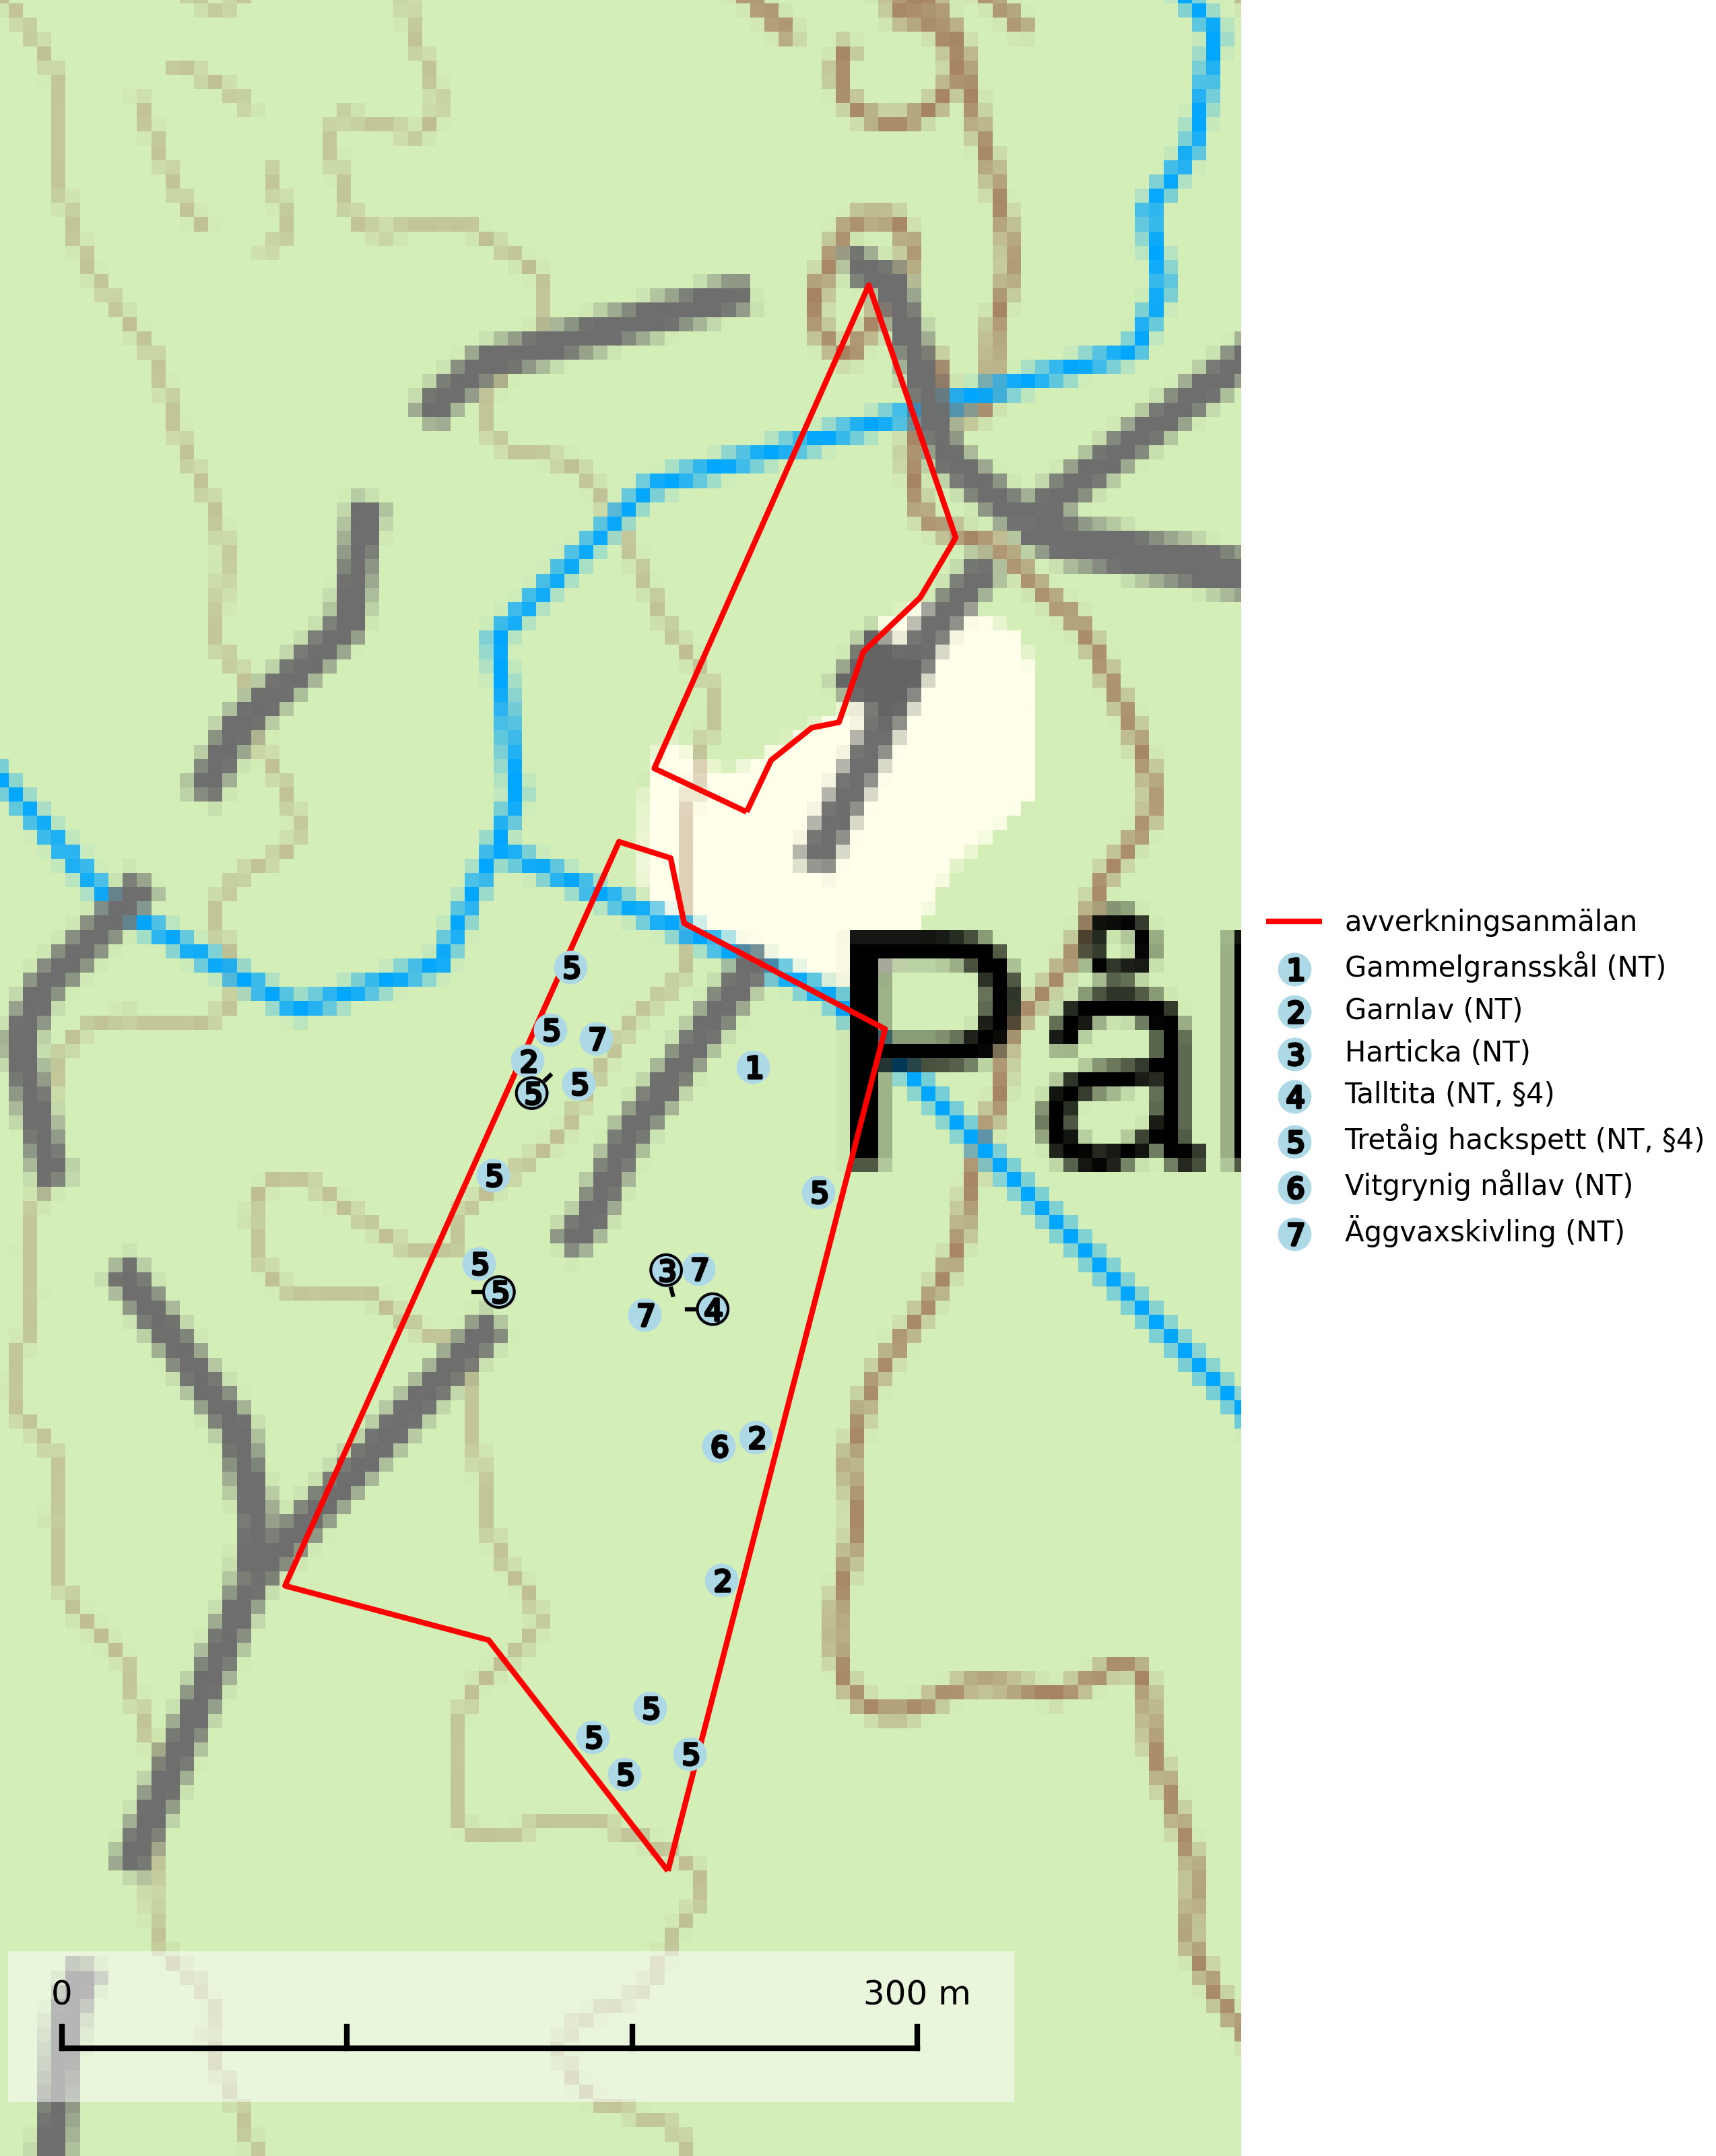 5
5
7
2
1
5
5
5
5
5
3
7
5
4
7
6
2
2
5
5
5
5
Pål
avverkningsanmälan
1 Gammelgransskål (NT)
2 Garnlav (NT)
3 Harticka (NT)
4 Talltita (NT, §4)
5 Tretåig hackspett (NT, §4)
6 Vitgrynig nållav (NT)
7 Äggvaxskivling (NT)
0 300 m